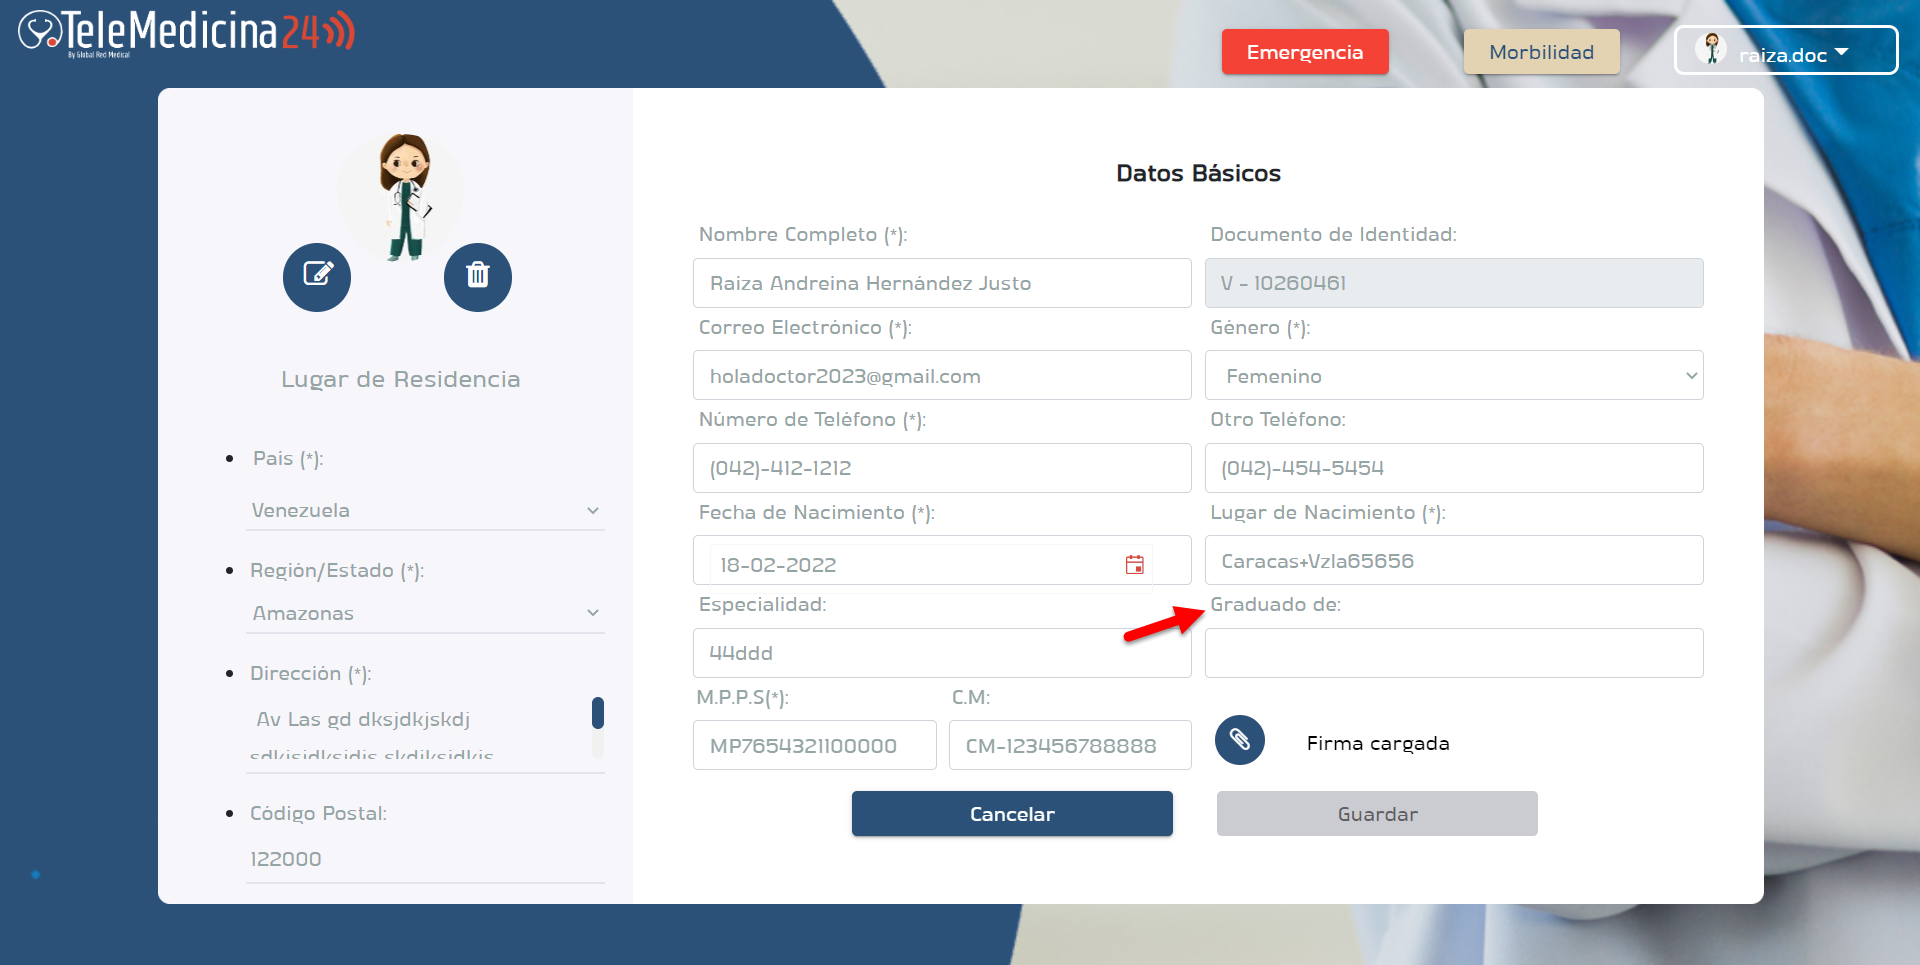 TeleMedicina 24
By Global Red Medical
Emergencia
Morbilidad
raiza.doc
Lugar de Residencia
Pais (*):
Venezuela
Región/Estado (*):
Amazonas
Dirección (*):
Av Las gd dksjdkjskdj
Código Postal:
122000
Datos Básicos
Nombre Completo (*):
Documento de Identidad:
Raiza Andreina Hernández Justo
V - 10260461
Correo Electrónico (*):
Género (*):
holadoctor2023@gmail.com
Femenino
Número de Teléfono (*):
Otro Teléfono:
(042)-412-1212
(042)-454-5454
Fecha de Nacimiento (*):
Lugar de Nacimiento (*):
18-02-2022
Caracas+Vzla65656
Especialidad:
Graduado de:
44ddd
M.P.P.S(*):
C.M:
MP7654321100000
CM-123456788888
Firma cargada
Cancelar
Guardar